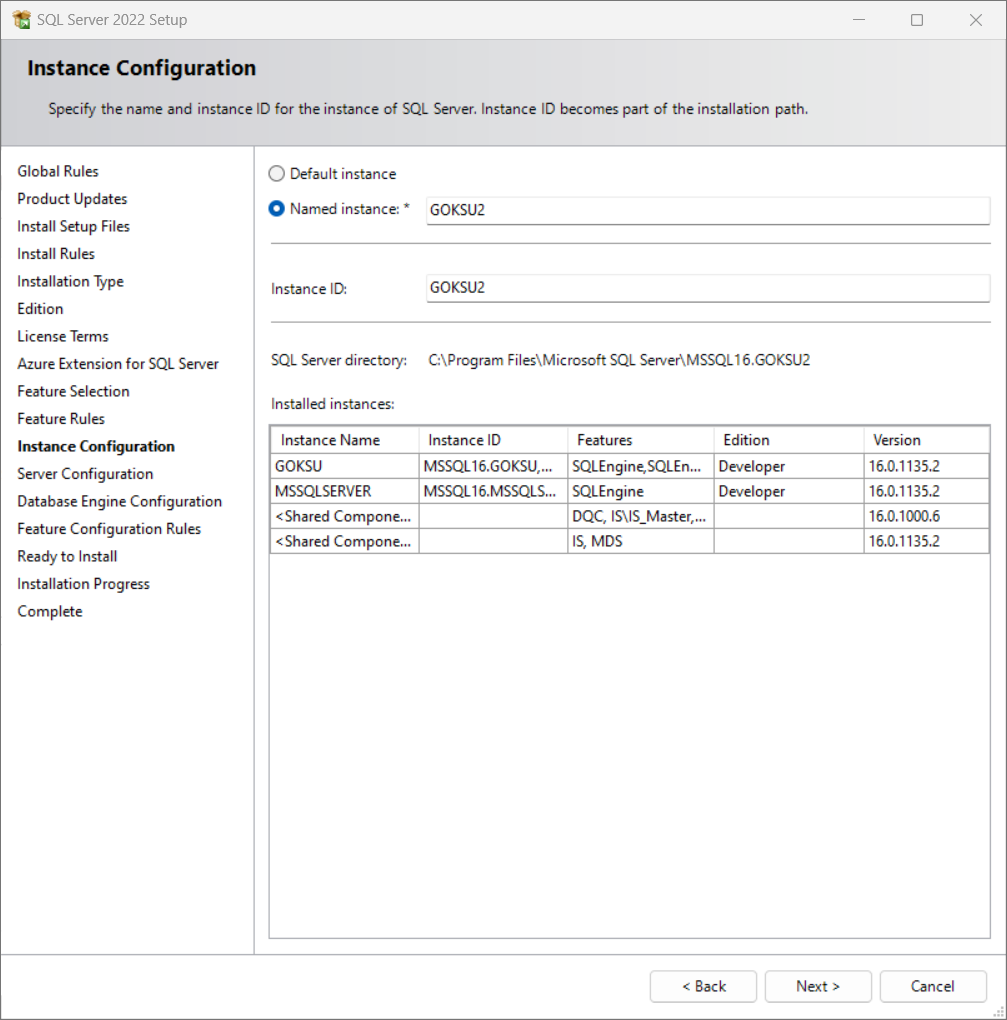 SQL Server 2022 Setup
Instance Configuration
Specify the name and instance ID for the instance of SQL Server. Instance ID becomes part of the installation path.
Global Rules
Product Updates
Install Setup Files
Install Rules
Installation Type
Edition
License Terms
Azure Extension for SQL Server
Feature Selection
Feature Rules
Instance Configuration
Server Configuration
Database Engine Configuration
Feature Configuration Rules
Ready to Install
Installation Progress
Complete
Default instance
Named instance: * GOKSU2
Instance ID: GOKSU2
SQL Server directory: C:\Program Files\Microsoft SQL Server\MSSQL16.GOKSU2
Installed instances:
Instance Name Instance ID Features Edition Version
GOKSU MSSQL16.GOKSU,... SQLEngine,SQLEn... Developer 16.0.1135.2
MSSQLSERVER MSSQL16.MSSQLS... SQLEngine Developer 16.0.1135.2
<Shared Compone... DQC, IS\IS_Master,... 16.0.1000.6
<Shared Compone... IS, MDS 16.0.1135.2
< Back Next > Cancel